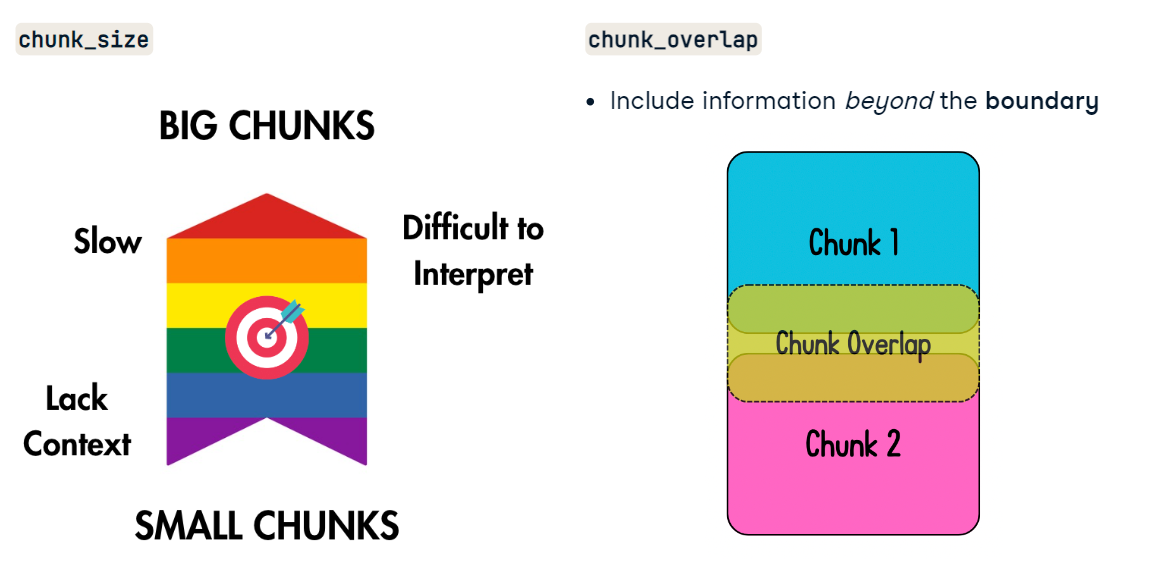 chunk_size
BIG CHUNKS
Slow
Difficult to
Interpret
Lack
Context
SMALL CHUNKS
chunk_overlap
• Include information beyond the boundary
Chunk 1
Chunk Overlap
Chunk 2